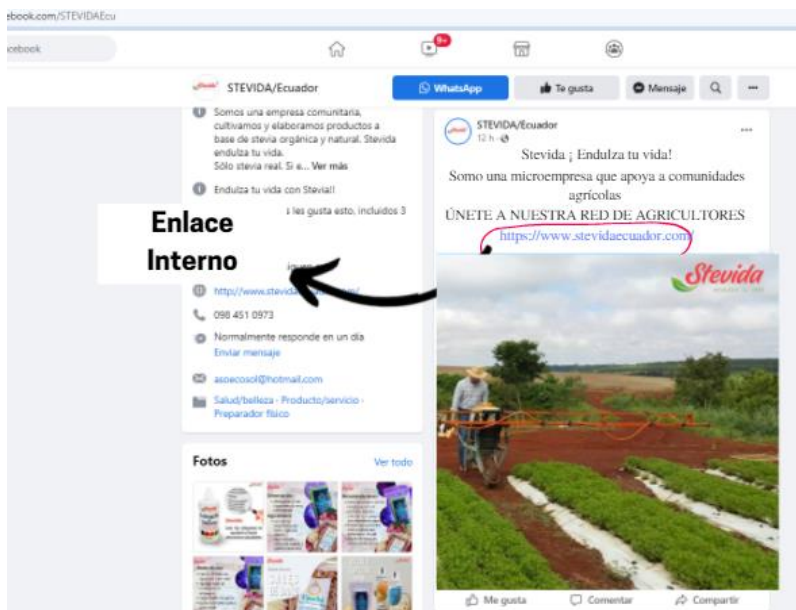 ebook.com/STEVIDAEcu
acebook
9+
STEVIDA/Ecuador
WhatsApp
Te gusta
Mensaje
Somos una empresa comunitaria,
cultivamos y elaboramos productos a
base de stevia orgánica y natural. Stevida
endulza tu vida.
Sólo stevia real. Si e... Ver más
Endulza tu vida con Stevia!!
les gusta esto, incluidos 3
Enlace
Interno
http://www.stevida
098 451 0973
Normalmente responde en un día
Enviar mensaje
asoecosol@hotmail.com
Salud/belleza · Producto/servicio ·
Preparador físico
Fotos
Ver todo
STEVIDA/Ecuador
12 h ·
Stevida ¡ Endulza tu vida!
Somo una microempresa que apoya a comunidades
agrícolas
ÚNETE A NUESTRA RED DE AGRICULTORES
https://www.stevidaecuador.com/
Stevida
Me gusta
Comentar
Compartir